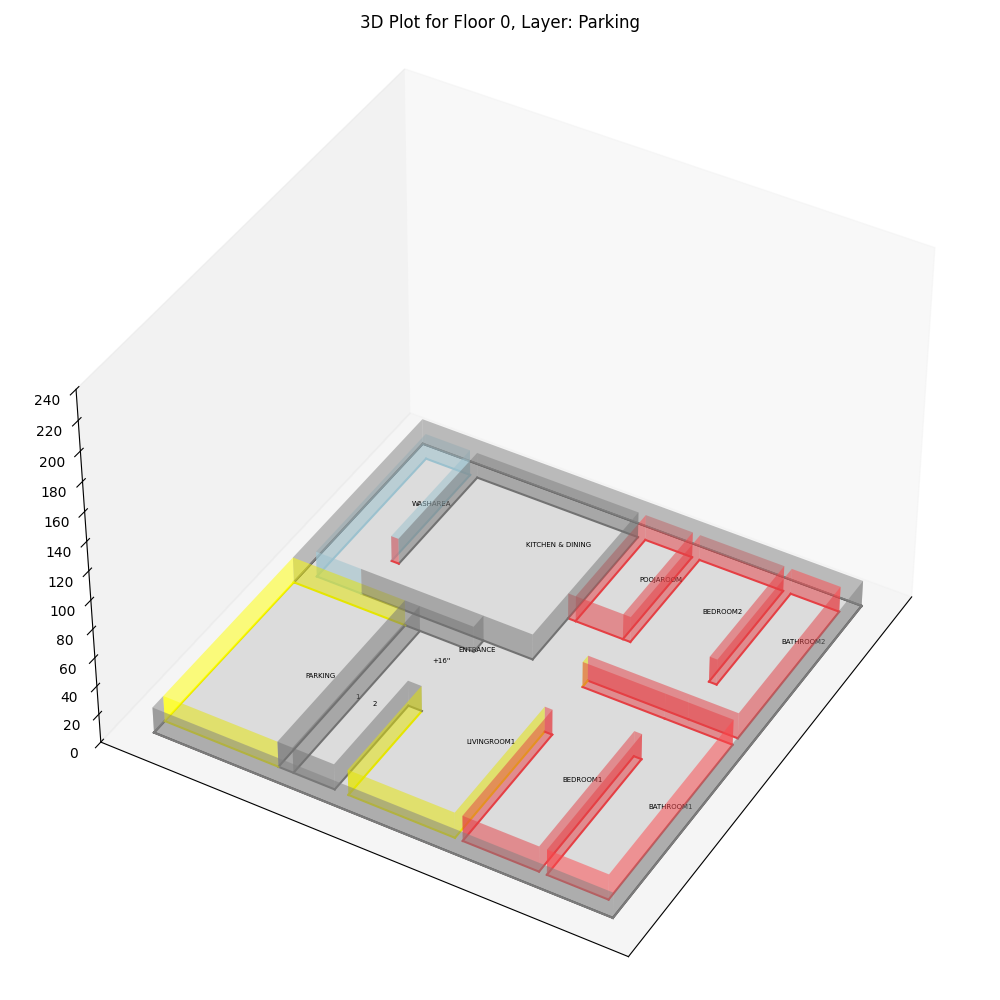 3D Plot for Floor 0, Layer: Parking
240
220
200
180
160
140
120
100
80
60
40
20
0
WASHAREA
KITCHEN & DINING
POOJAROOM
BEDROOM2
BATHROOM2
ENTRANCE
+16"
PARKING
1
2
LIVINGROOM1
BEDROOM1
BATHROOM1